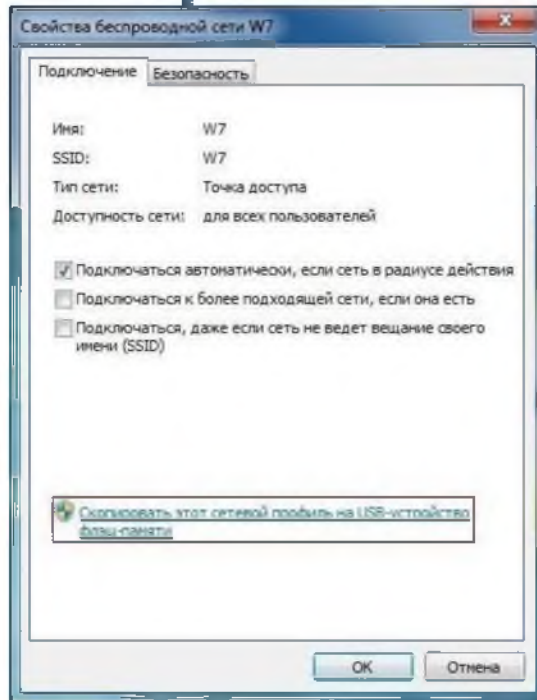 Свойства беспроводной сети W7
Подключение Безопасность
Имя: W7
SSID: W7
Тип сети: Точка доступа
Доступность сети: для всех пользователей
Подключаться автоматически, если сеть в радиусе действия
Подключаться к более подходящей сети, если она есть
Подключаться, даже если сеть не ведет вещание своего
имени (SSID)
Скопировать этот сетевой профиль на USB-устройство
флэш-памяти
ОК Отмена